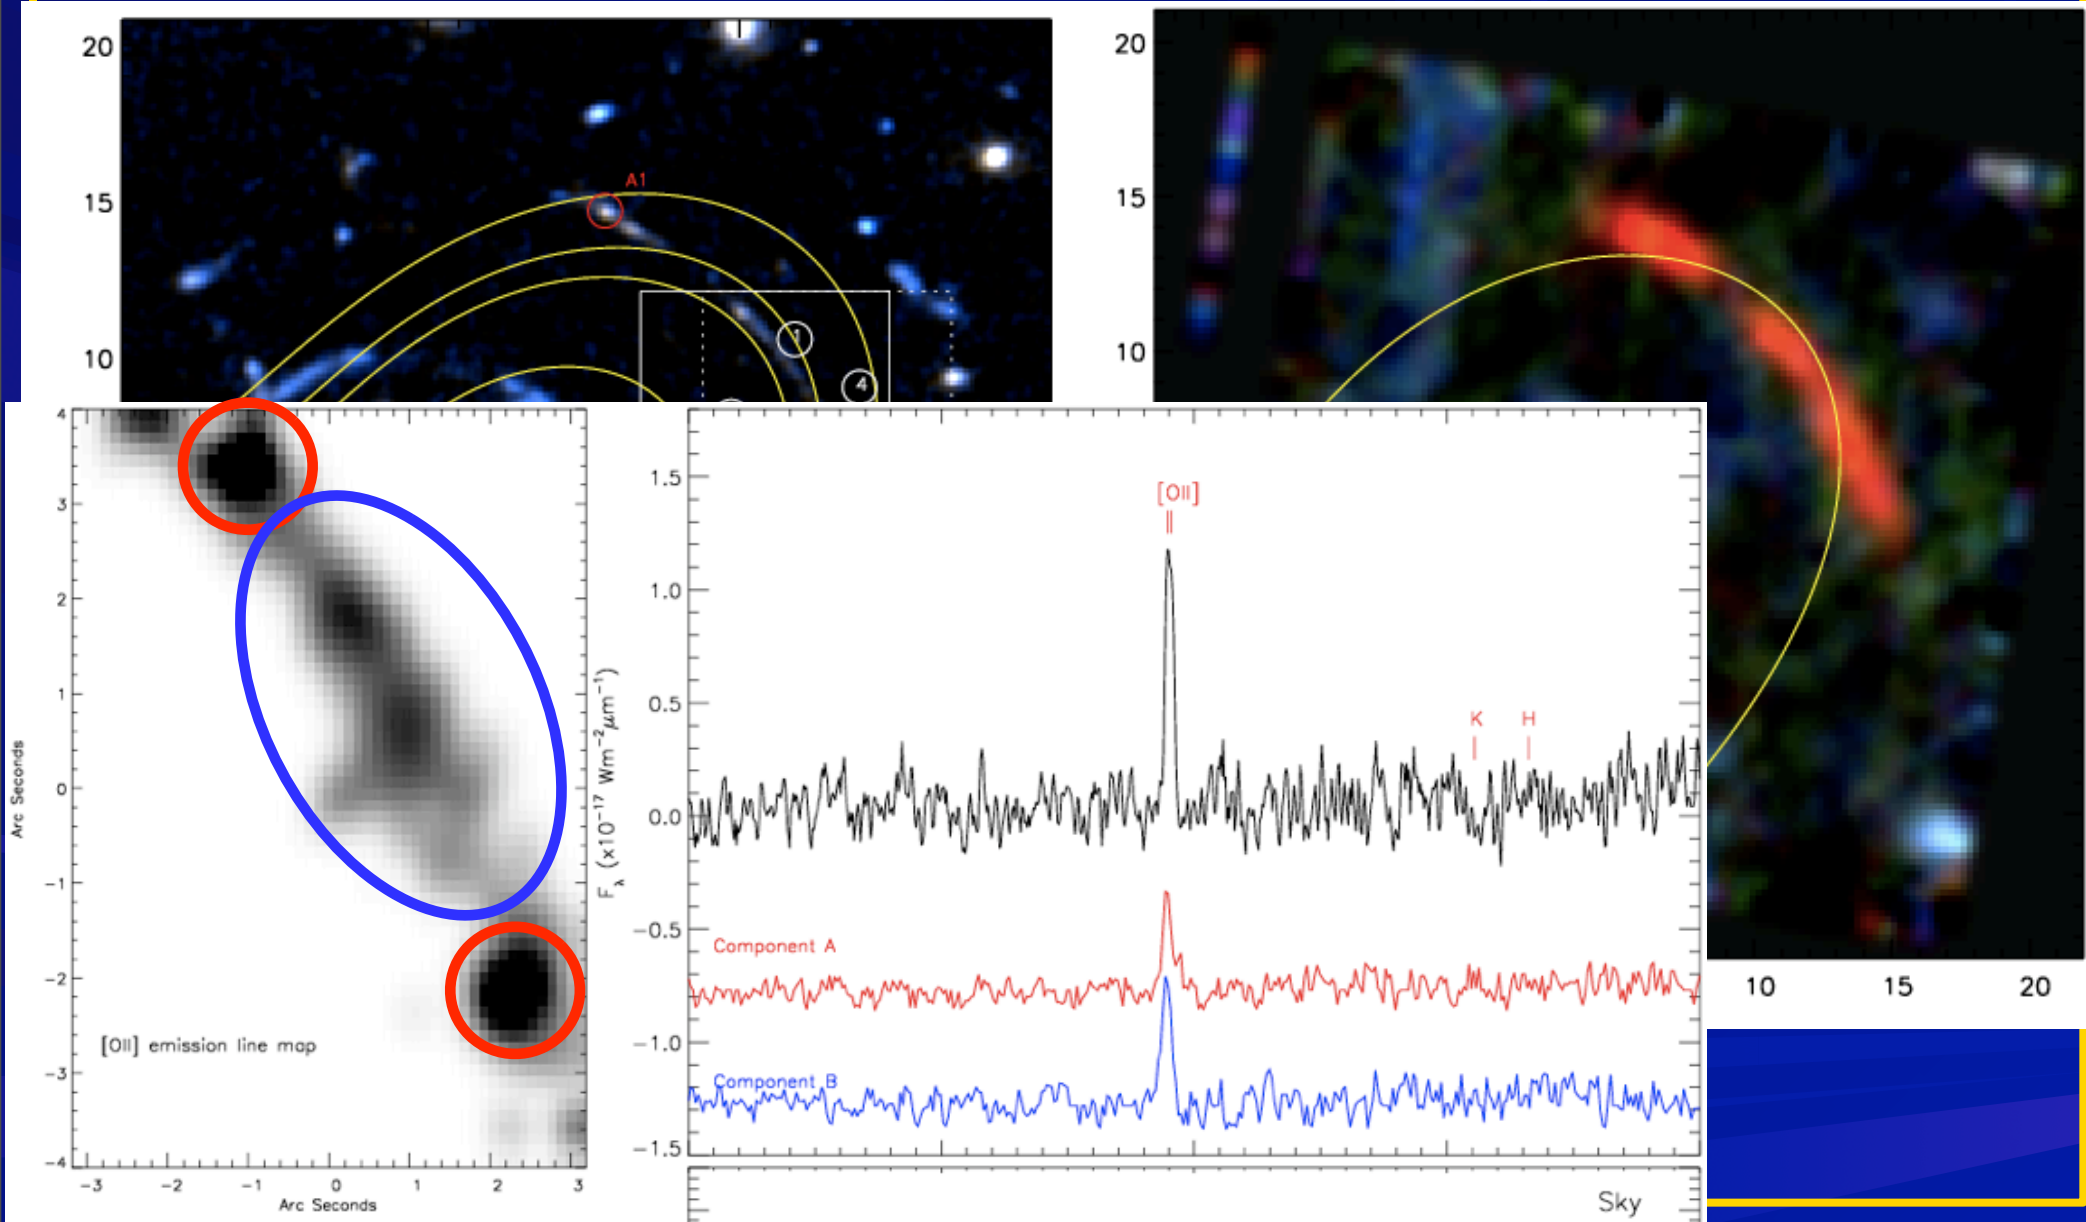 20
15
10
A1
1
4
20
15
10
10 15 20
4
3
2
1
0
−1
−2
−3
−4
−3 −2 −1 0 1 2 3
Arc Seconds
Arc Seconds
[OII] emission line map
Fλ (x10⁻¹⁷ Wm⁻²μm⁻¹)
1.5
1.0
0.5
0.0
−0.5
−1.0
−1.5
[OII]
K H
Component A
Component B
Sky